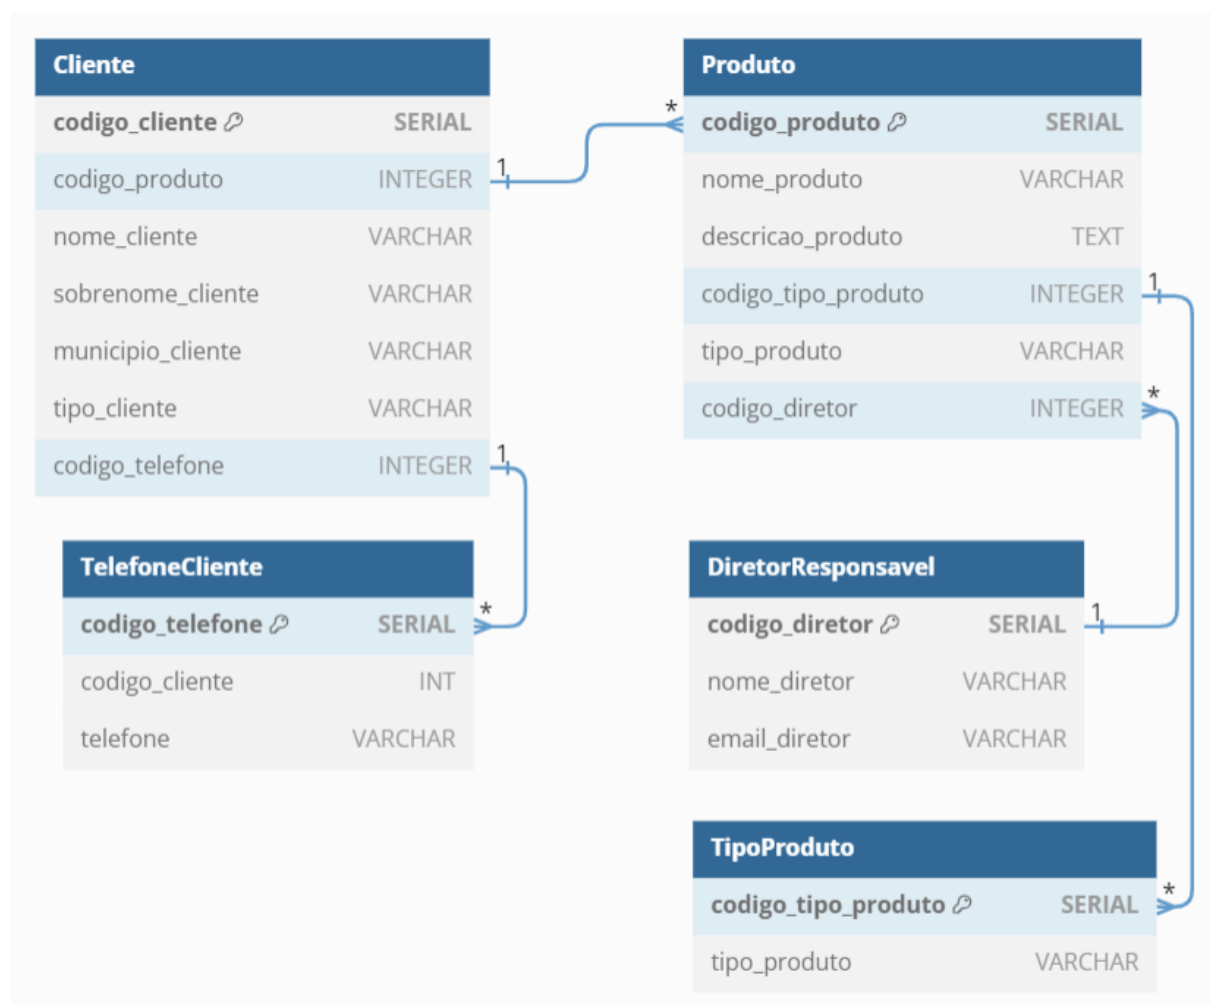 Cliente
codigo_cliente SERIAL
codigo_produto INTEGER
nome_cliente VARCHAR
sobrenome_cliente VARCHAR
municipio_cliente VARCHAR
tipo_cliente VARCHAR
codigo_telefone INTEGER
1
*
1
*
Produto
codigo_produto SERIAL
nome_produto VARCHAR
descricao_produto TEXT
codigo_tipo_produto INTEGER
tipo_produto VARCHAR
codigo_diretor INTEGER
1
*
TelefoneCliente
codigo_telefone SERIAL
codigo_cliente INT
telefone VARCHAR
DiretorResponsavel
codigo_diretor SERIAL
nome_diretor VARCHAR
email_diretor VARCHAR
1
TipoProduto
codigo_tipo_produto SERIAL
tipo_produto VARCHAR
*